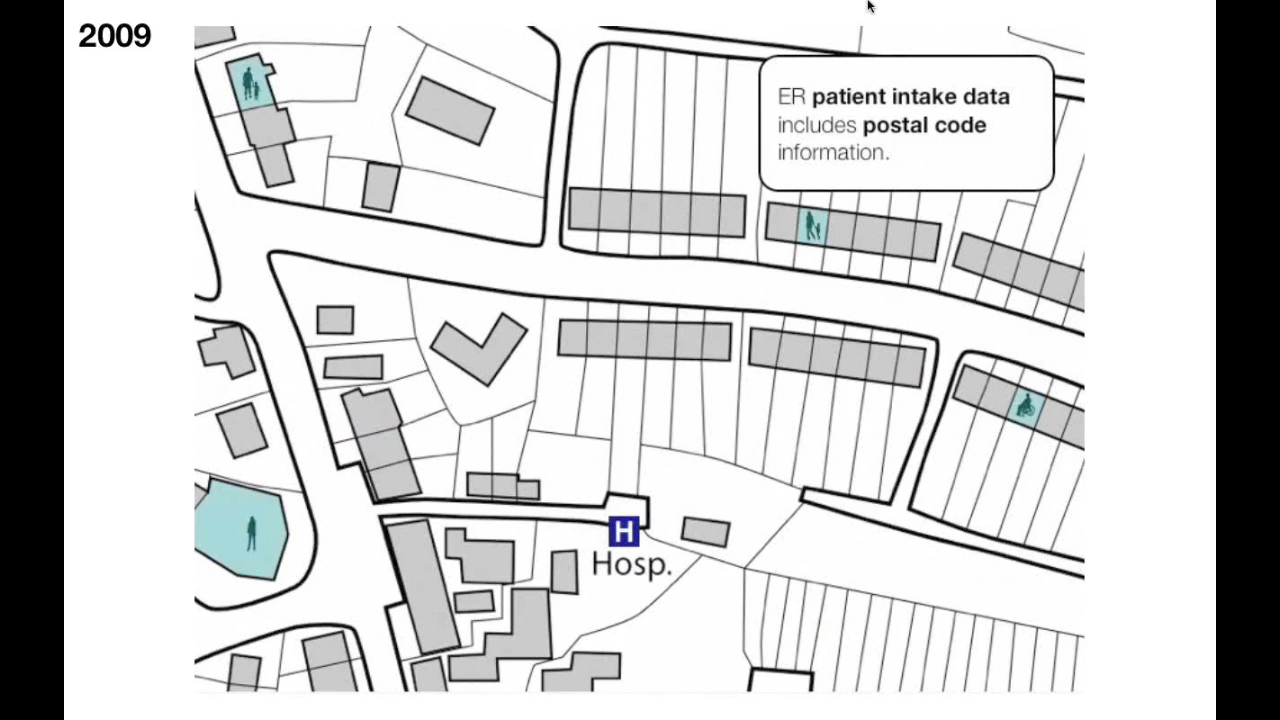 2009
ER patient intake data
includes postal code
information.
H
Hosp.